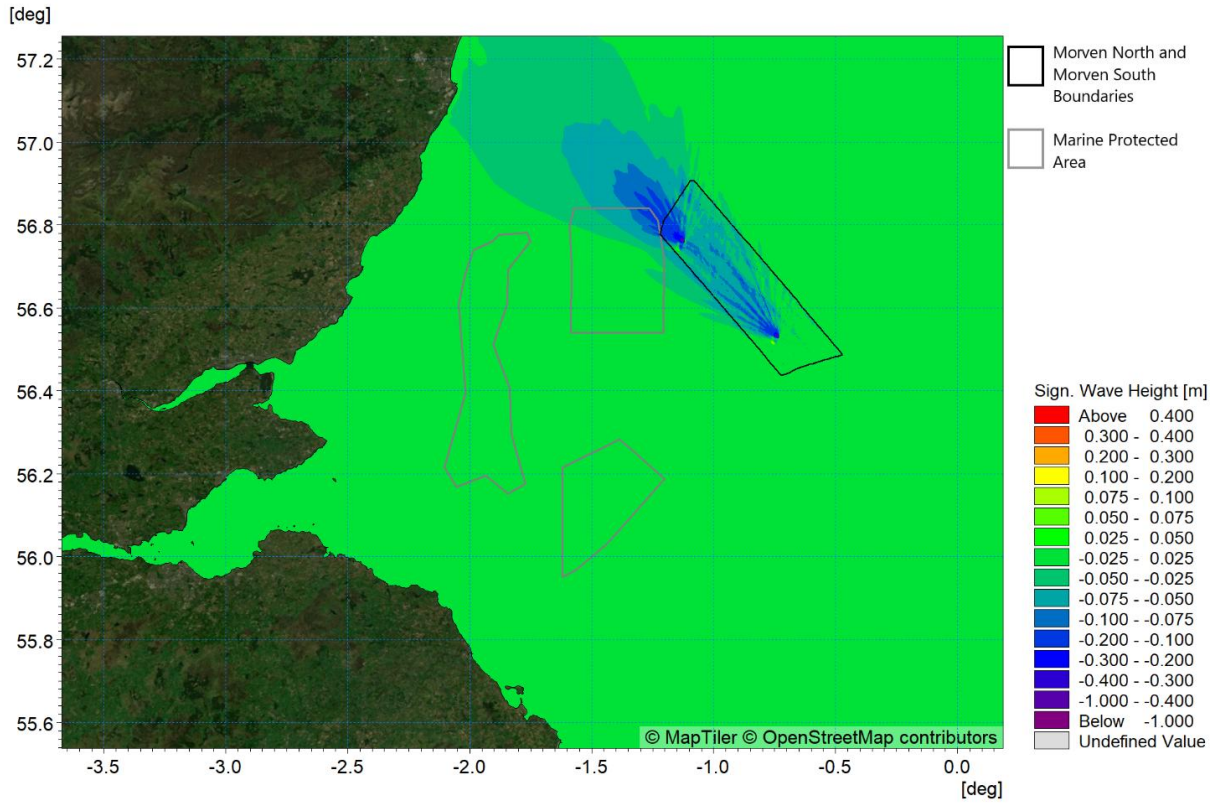 [deg]
57.2
57.0
56.8
56.6
56.4
56.2
56.0
55.8
55.6
-3.5
-3.0
-2.5
-2.0
-1.5
-1.0
-0.5
0.0
[deg]
© MapTiler © OpenStreetMap contributors
Morven North and
Morven South
Boundaries
Marine Protected
Area
Sign. Wave Height [m]
Above 0.400
0.300 - 0.400
0.200 - 0.300
0.100 - 0.200
0.075 - 0.100
0.050 - 0.075
0.025 - 0.050
-0.025 - 0.025
-0.050 - -0.025
-0.075 - -0.050
-0.100 - -0.075
-0.200 - -0.100
-0.300 - -0.200
-0.400 - -0.300
-1.000 - -0.400
Below -1.000
Undefined Value